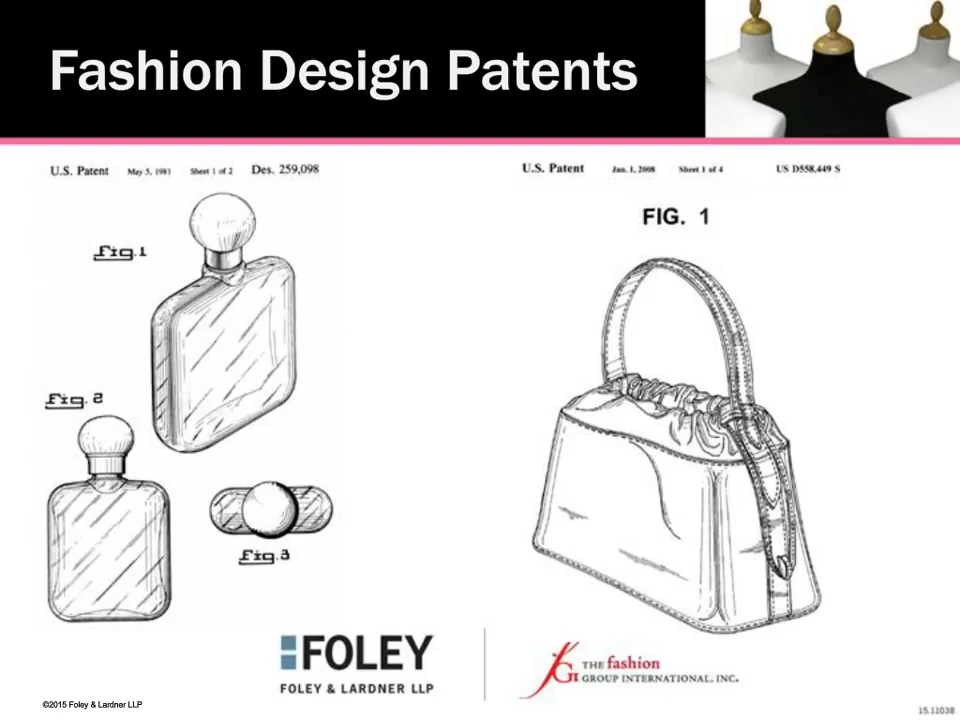 Fashion Design Patents
U.S. Patent May 5, 1981 Sheet 1 of 2 Des. 259,098
Fig. 1
Fig. 2
Fig. 3
U.S. Patent Jan. 1, 2008 Sheet 1 of 4 US D558,449 S
FIG. 1
FOLEY
FOLEY & LARDNER LLP
THE fashion
GROUP INTERNATIONAL, INC.
©2015 Foley & Lardner LLP
15.11038